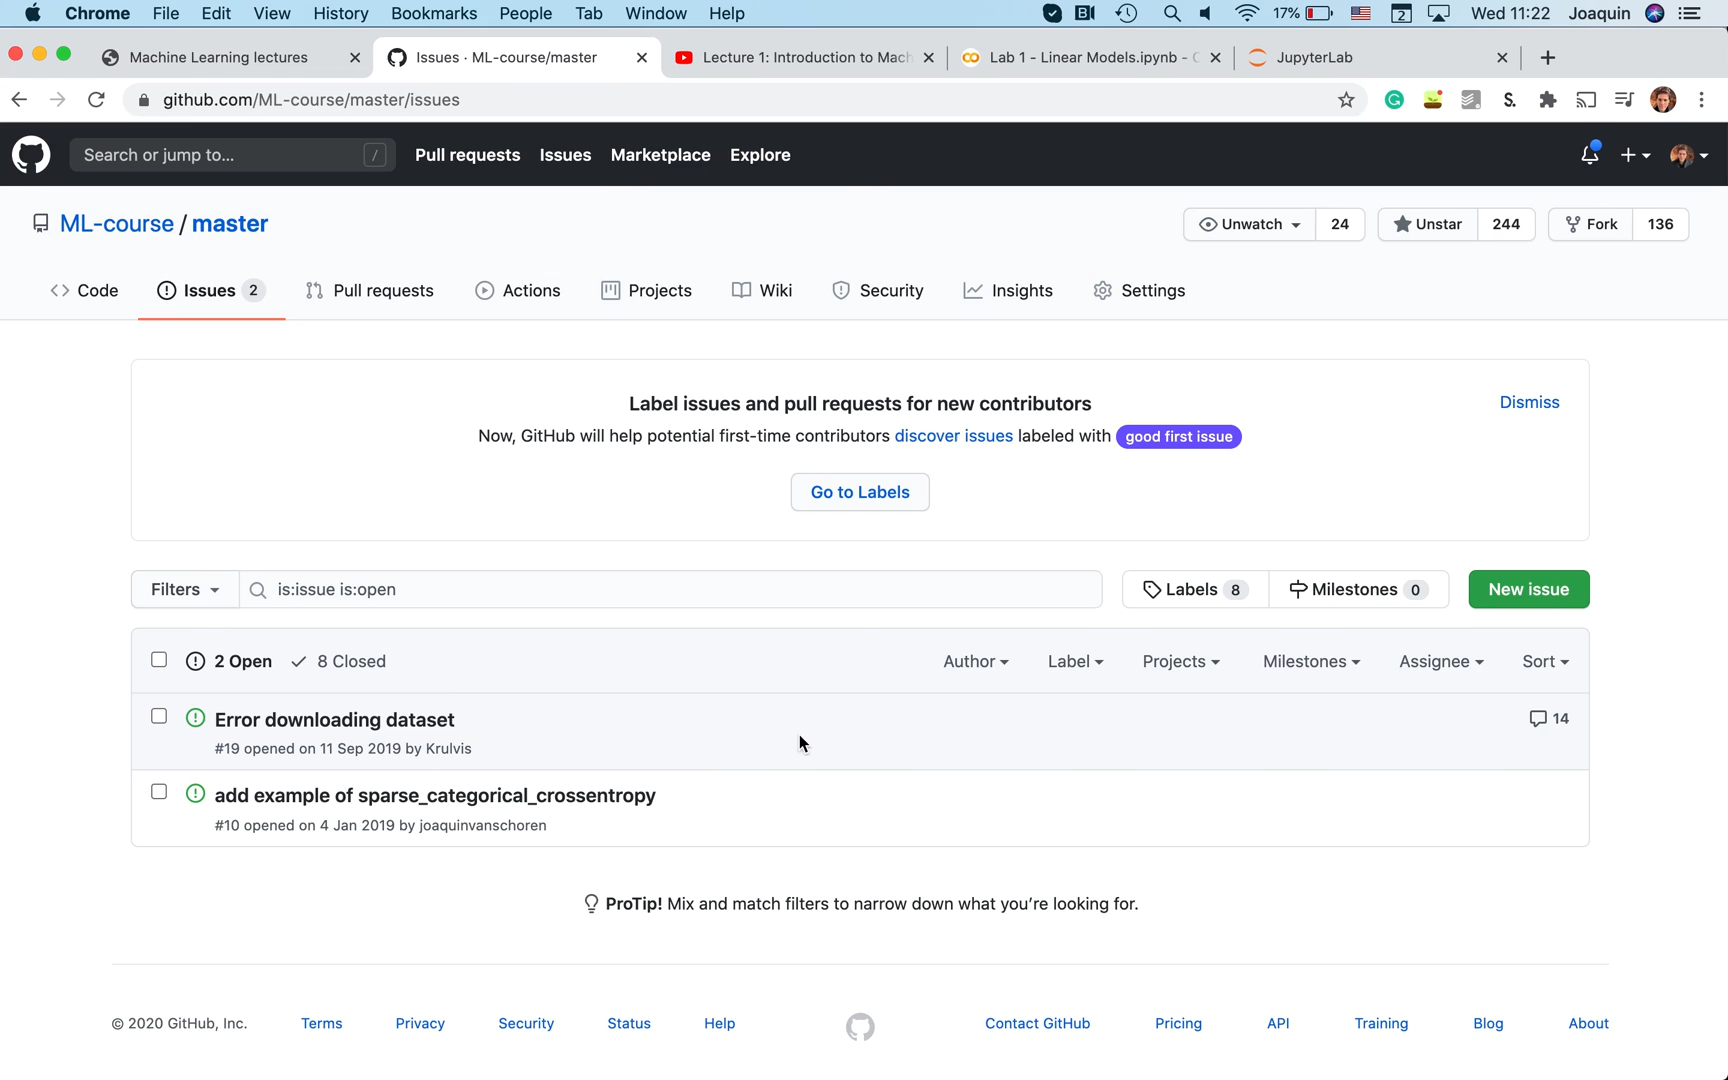 Chrome File Edit View History Bookmarks People Tab Window Help 17% 2 Wed 11:22 Joaquin
Machine Learning lectures Issues · ML-course/master Lecture 1: Introduction to Mach Lab 1 - Linear Models.ipynb - C JupyterLab
github.com/ML-course/master/issues
Search or jump to... / Pull requests Issues Marketplace Explore
ML-course / master Unwatch 24 Unstar 244 Fork 136
Code Issues 2 Pull requests Actions Projects Wiki Security Insights Settings
Label issues and pull requests for new contributors Dismiss
Now, GitHub will help potential first-time contributors discover issues labeled with good first issue
Go to Labels
Filters is:issue is:open Labels 8 Milestones 0 New issue
2 Open 8 Closed Author Label Projects Milestones Assignee Sort
Error downloading dataset 14
#19 opened on 11 Sep 2019 by Krulvis
add example of sparse_categorical_crossentropy
#10 opened on 4 Jan 2019 by joaquinvanschoren
ProTip! Mix and match filters to narrow down what you're looking for.
© 2020 GitHub, Inc. Terms Privacy Security Status Help Contact GitHub Pricing API Training Blog About